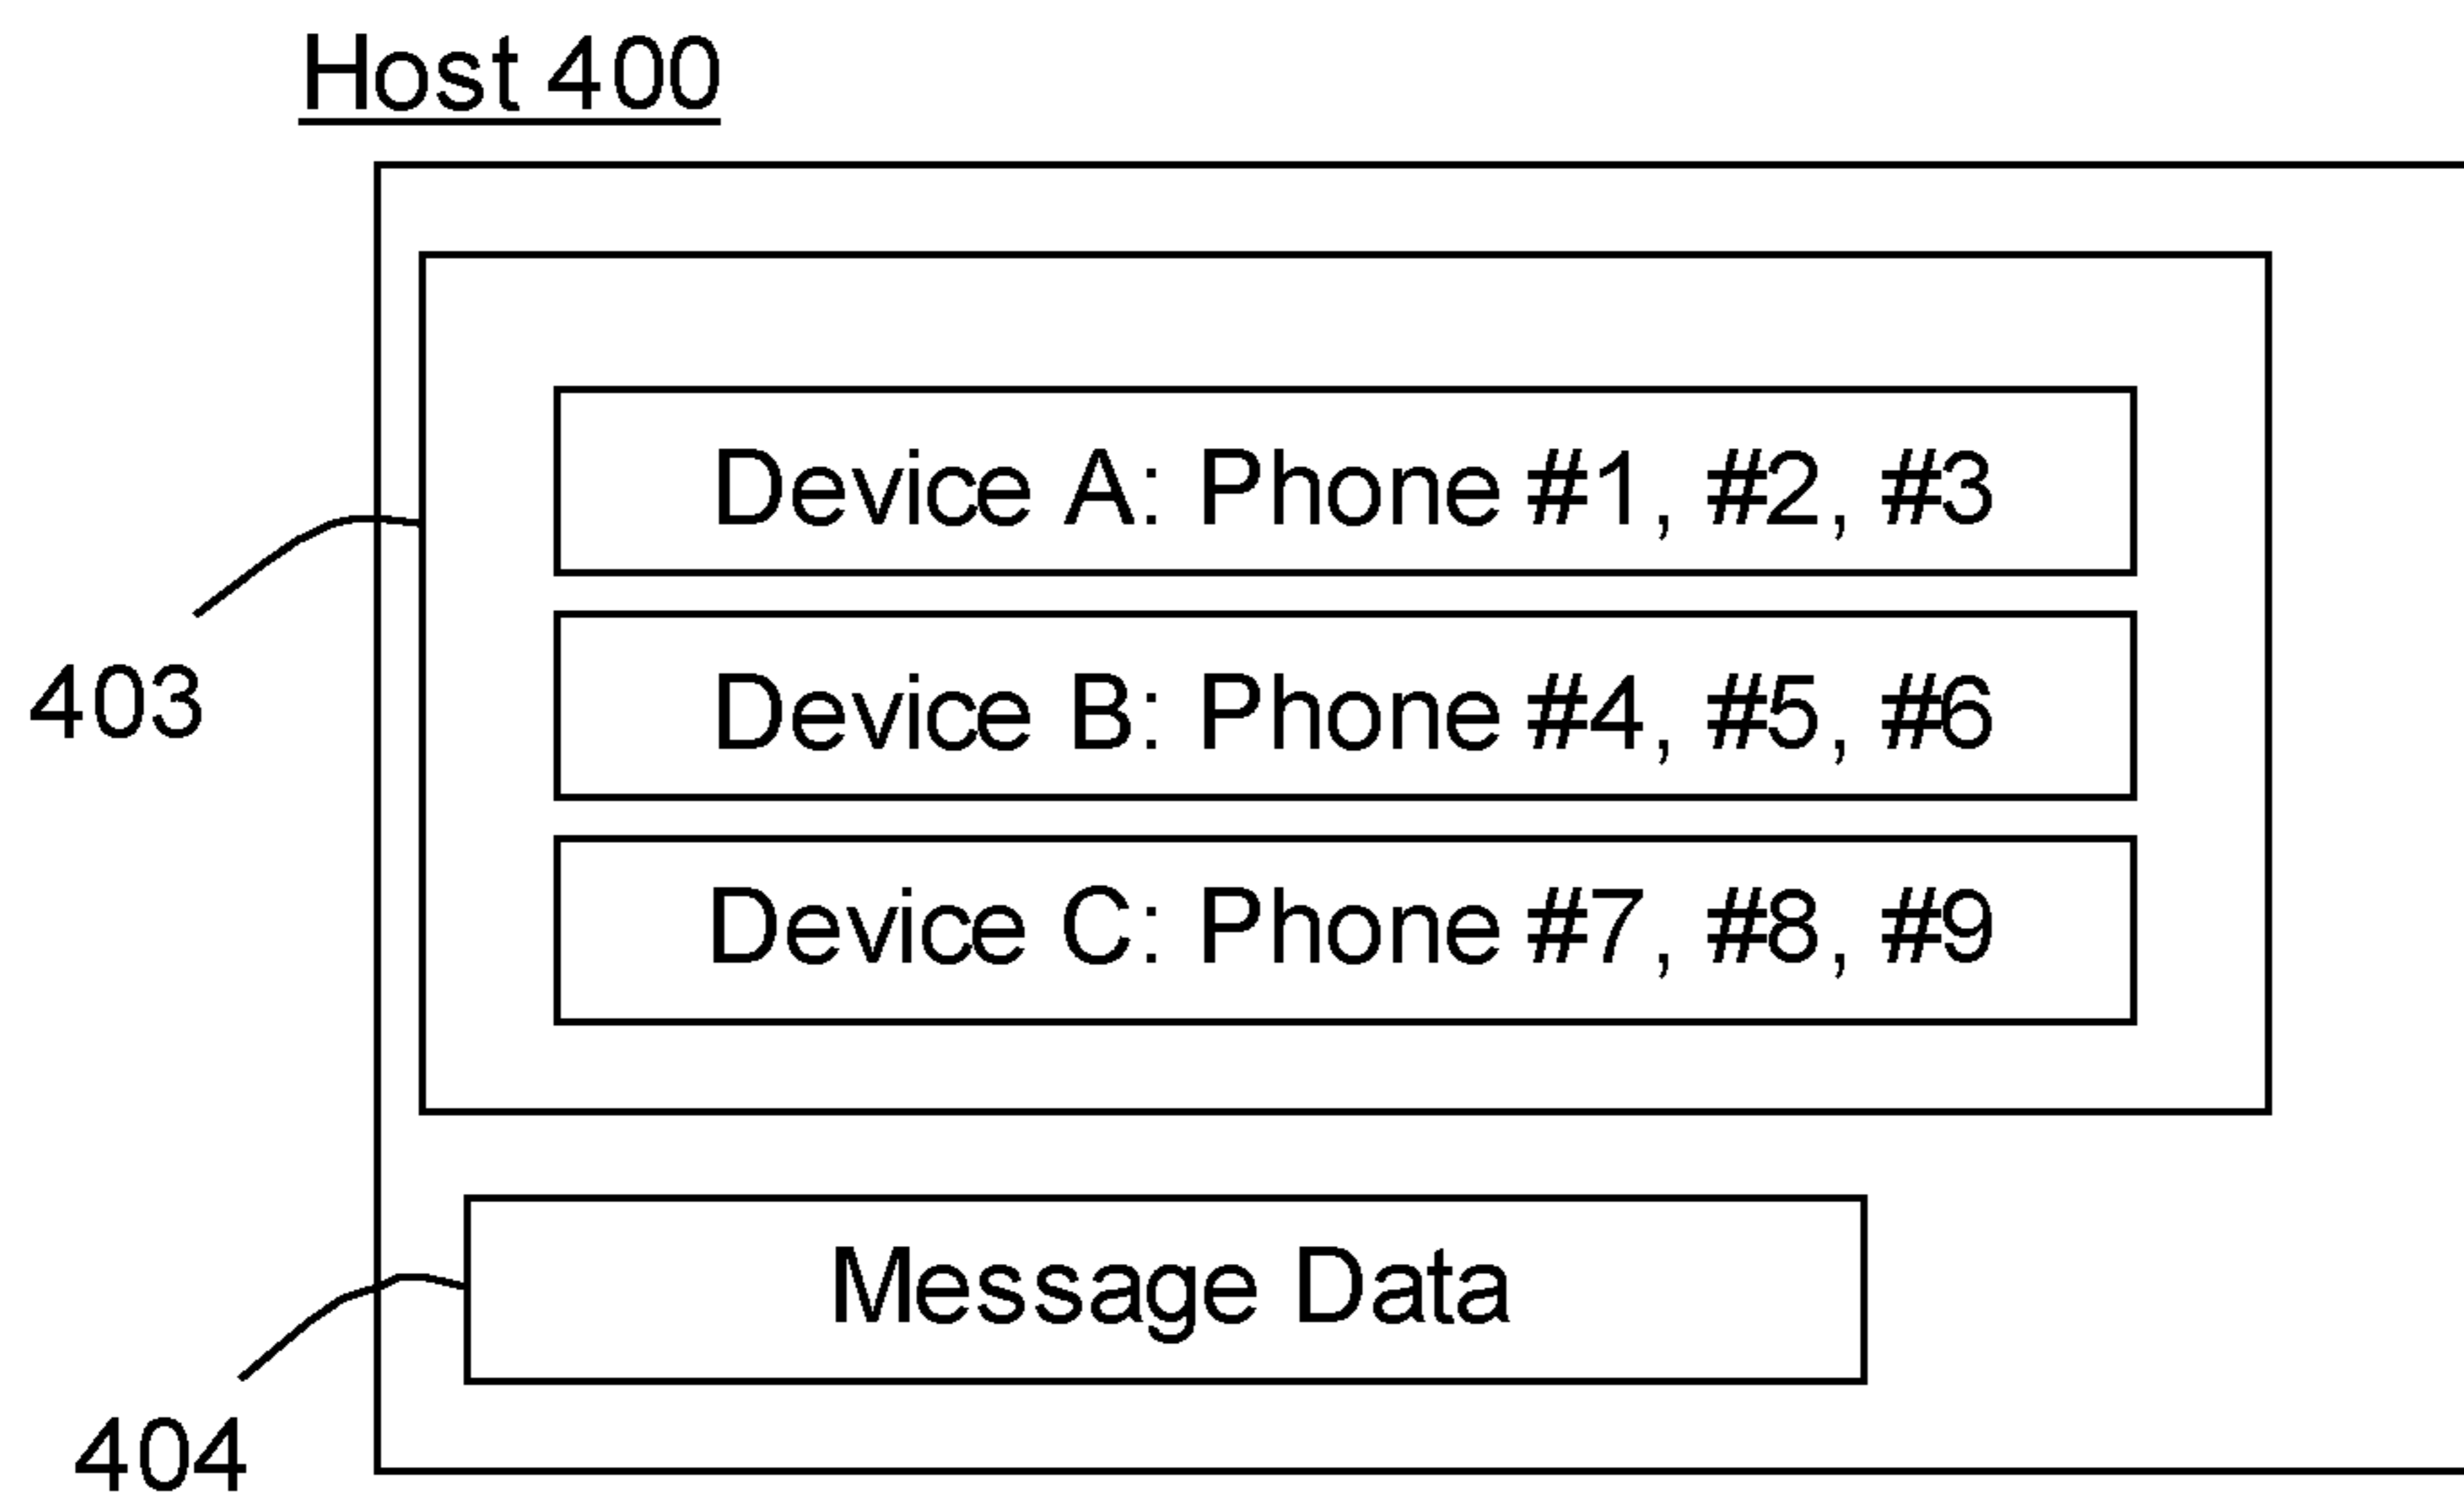 Host 400
Device A: Phone #1, #2, #3
403
Device B: Phone #4, #5, #6
Device C: Phone #7, #8, #9
Message Data
404